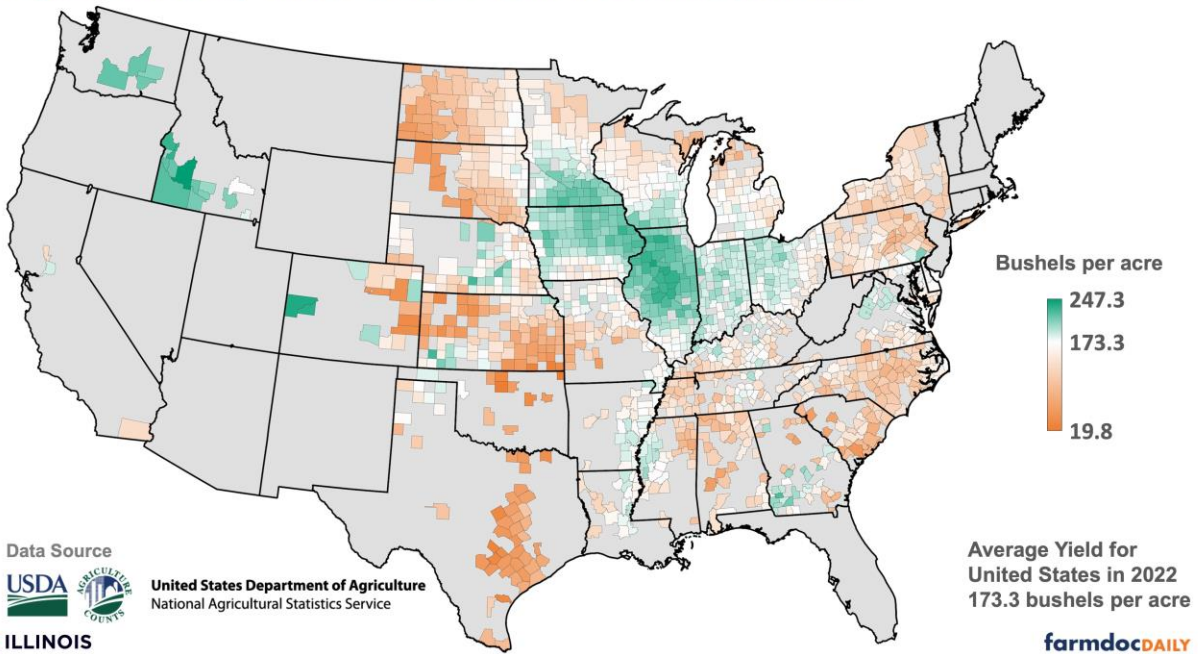 Bushels per acre
247.3
173.3
19.8
Data Source
USDA
AGRICULTURE
COUNTS
United States Department of Agriculture
National Agricultural Statistics Service
ILLINOIS
Average Yield for
United States in 2022
173.3 bushels per acre
farmdocDAILY